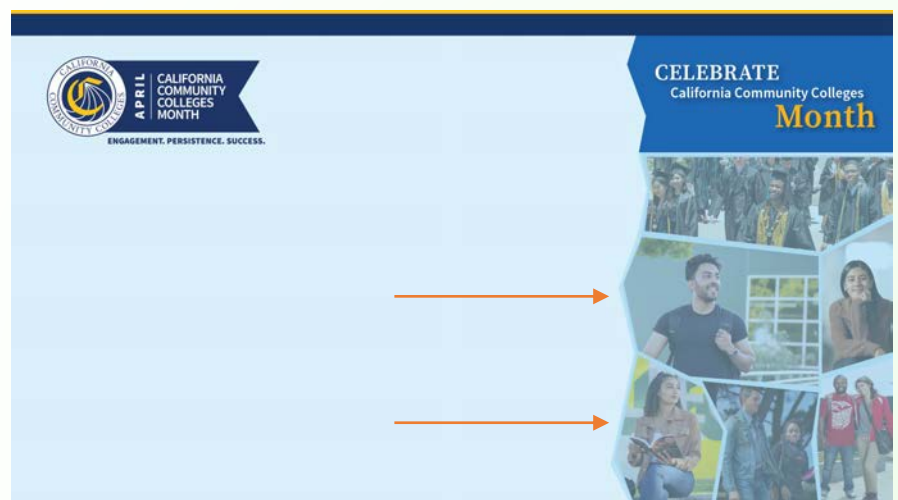 CALIFORNIA
COMMUNITY COLLEGES
APRIL
CALIFORNIA
COMMUNITY
COLLEGES
MONTH
ENGAGEMENT. PERSISTENCE. SUCCESS.
CELEBRATE
California Community Colleges
Month